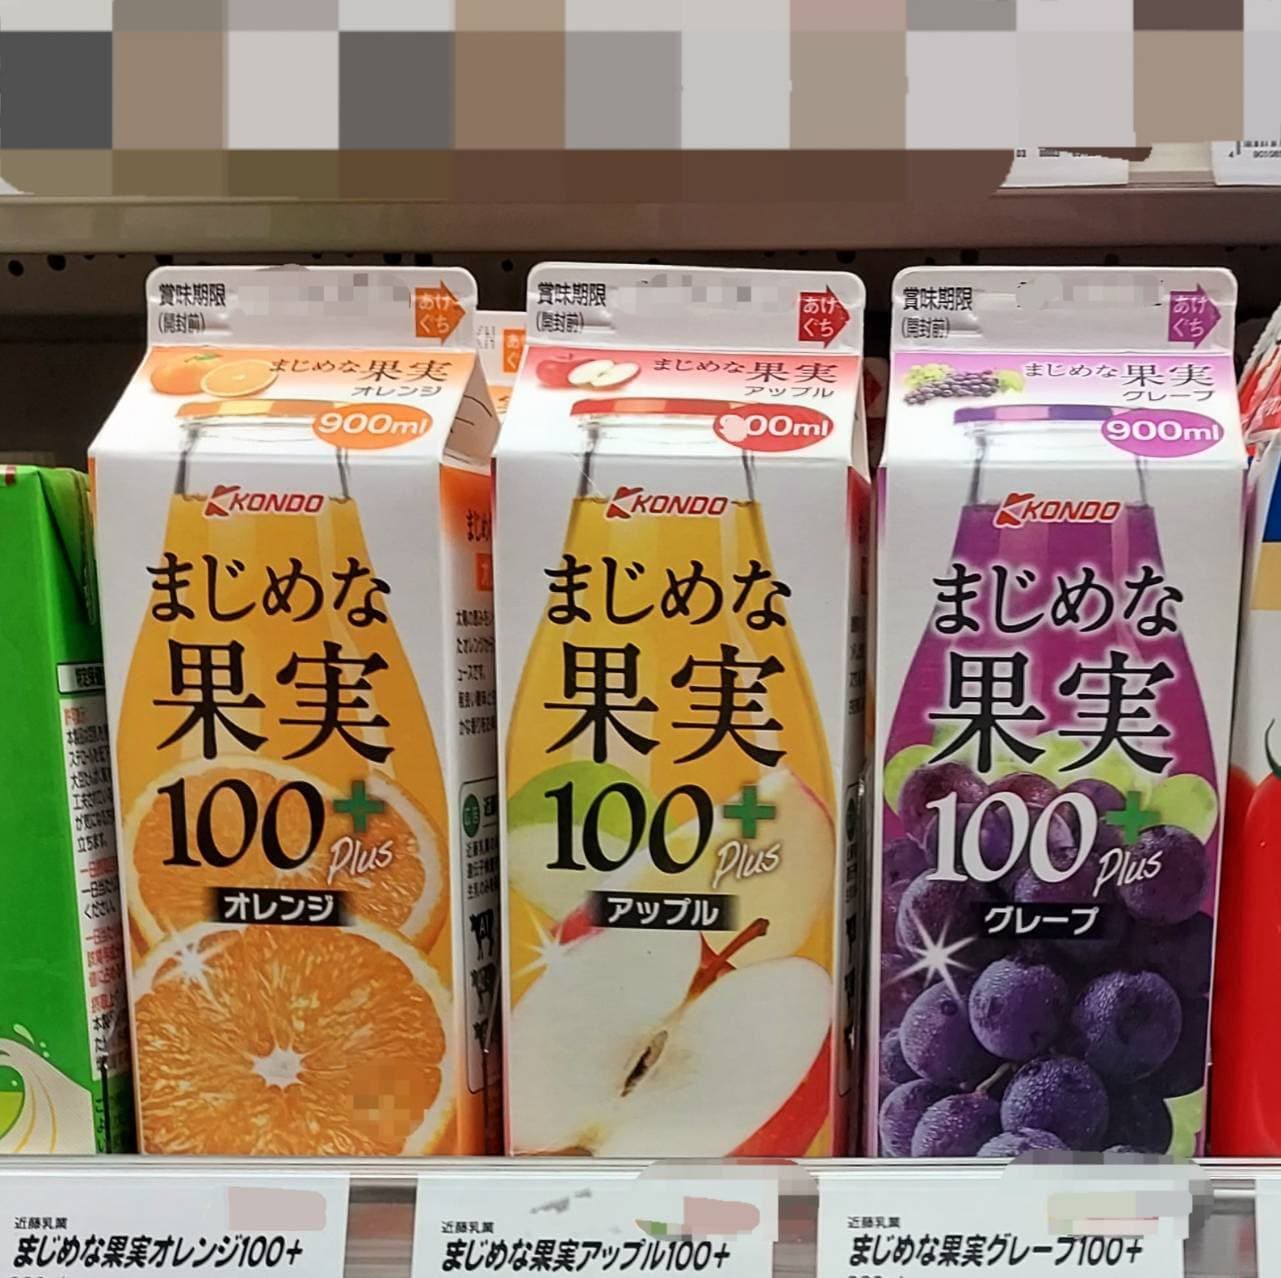 賞味期限
(開封前)
あけ
ぐち
まじめな果実
オレンジ
900ml
KONDO
まじめな
果実
100+
Plus
オレンジ
賞味期限
(開封前)
あけ
ぐち
まじめな果実
アップル
00ml
KONDO
まじめな
果実
100+
Plus
アップル
賞味期限
(開封前)
あけ
ぐち
まじめな果実
グレープ
900ml
KONDO
まじめな
果実
100+
Plus
グレープ
近藤乳業
まじめな果実オレンジ100+
近藤乳業
まじめな果実アップル100+
近藤乳業
まじめな果実グレープ100+